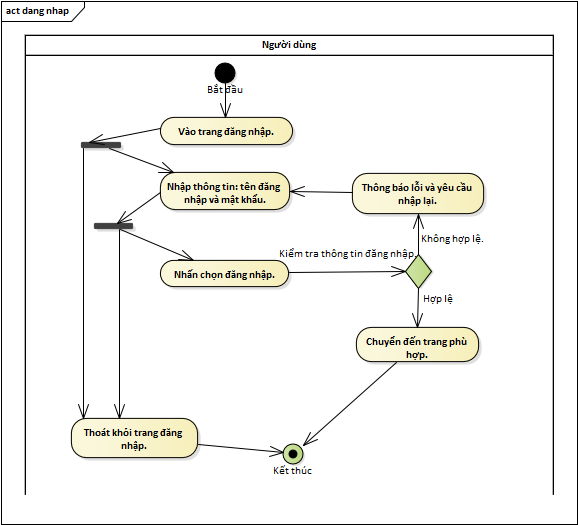 act dang nhap
Người dùng
Bắt đầu
Vào trang đăng nhập.
Nhập thông tin: tên đăng
nhập và mật khẩu.
Thông báo lỗi và yêu cầu
nhập lại.
Không hợp lệ.
Kiểm tra thông tin đăng nhập.
Nhấn chọn đăng nhập.
Hợp lệ
Chuyển đến trang phù
hợp.
Thoát khỏi trang đăng
nhập.
Kết thúc